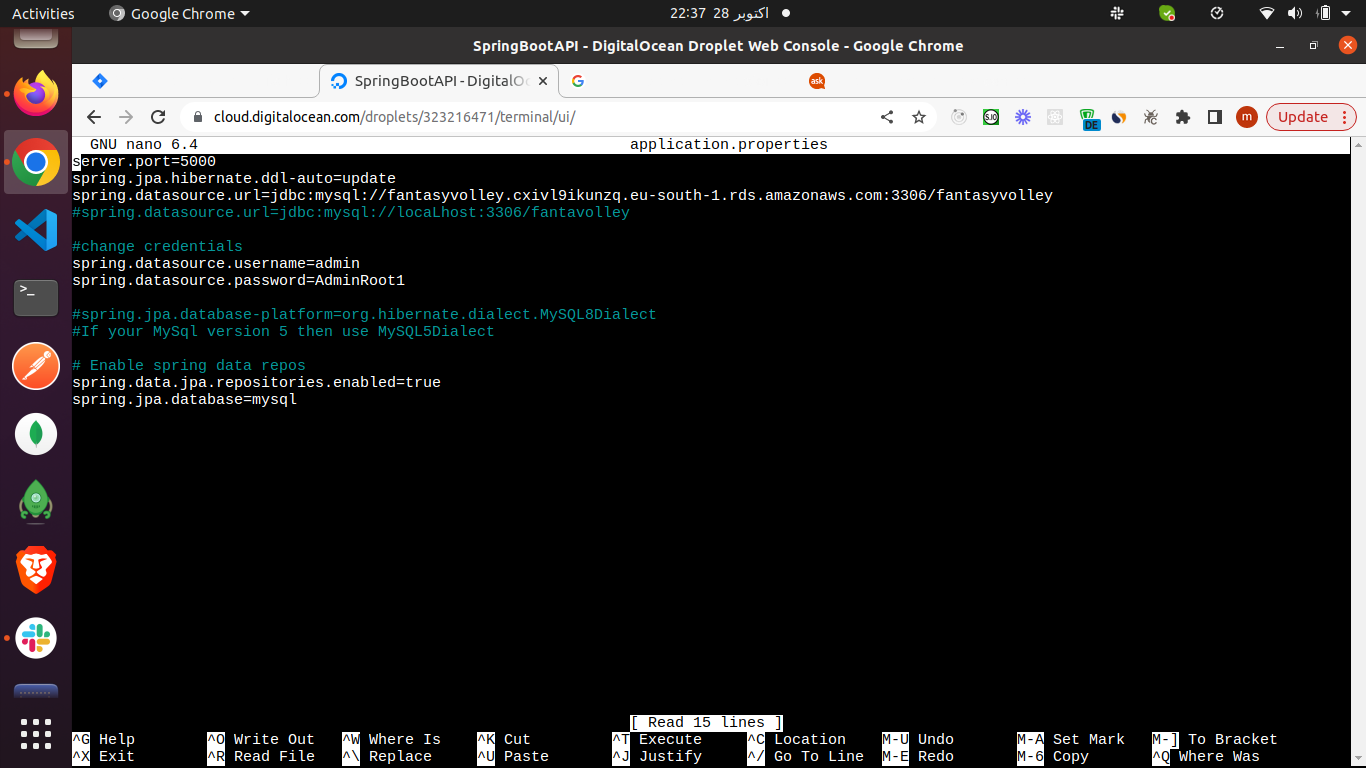 Activities
Google Chrome
22:37 28 اكتوبر
SpringBootAPI - DigitalOcean Droplet Web Console - Google Chrome
SpringBootAPI - DigitalOc
ask
cloud.digitalocean.com/droplets/323216471/terminal/ui/
DE
m
Update
GNU nano 6.4 application.properties
server.port=5000
spring.jpa.hibernate.ddl-auto=update
spring.datasource.url=jdbc:mysql://fantasyvolley.cxivl9ikunzq.eu-south-1.rds.amazonaws.com:3306/fantasyvolley
#spring.datasource.url=jdbc:mysql://locaLhost:3306/fantavolley
#change credentials
spring.datasource.username=admin
spring.datasource.password=AdminRoot1
#spring.jpa.database-platform=org.hibernate.dialect.MySQL8Dialect
#If your MySql version 5 then use MySQL5Dialect
# Enable spring data repos
spring.data.jpa.repositories.enabled=true
spring.jpa.database=mysql
[ Read 15 lines ]
^G Help ^O Write Out ^W Where Is ^K Cut ^T Execute ^C Location M-U Undo M-A Set Mark M-] To Bracket
^X Exit ^R Read File ^\ Replace ^U Paste ^J Justify ^/ Go To Line M-E Redo M-6 Copy ^Q Where Was